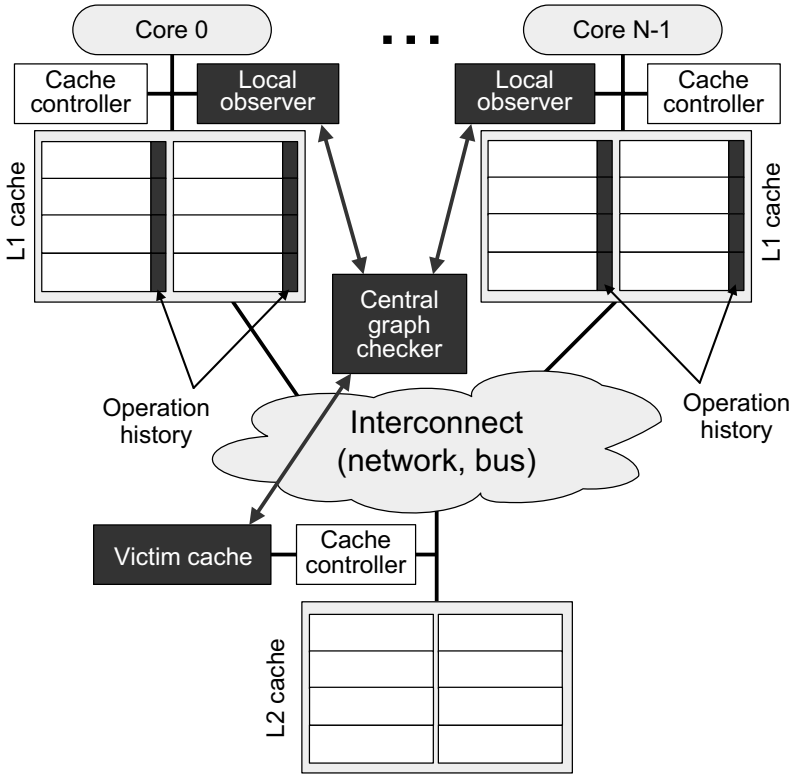 Core 0
...
Core N-1
Cache
controller
Local
observer
Local
observer
Cache
controller
L1 cache
L1 cache
Central
graph
checker
Operation
history
Operation
history
Interconnect
(network, bus)
Victim cache
Cache
controller
L2 cache